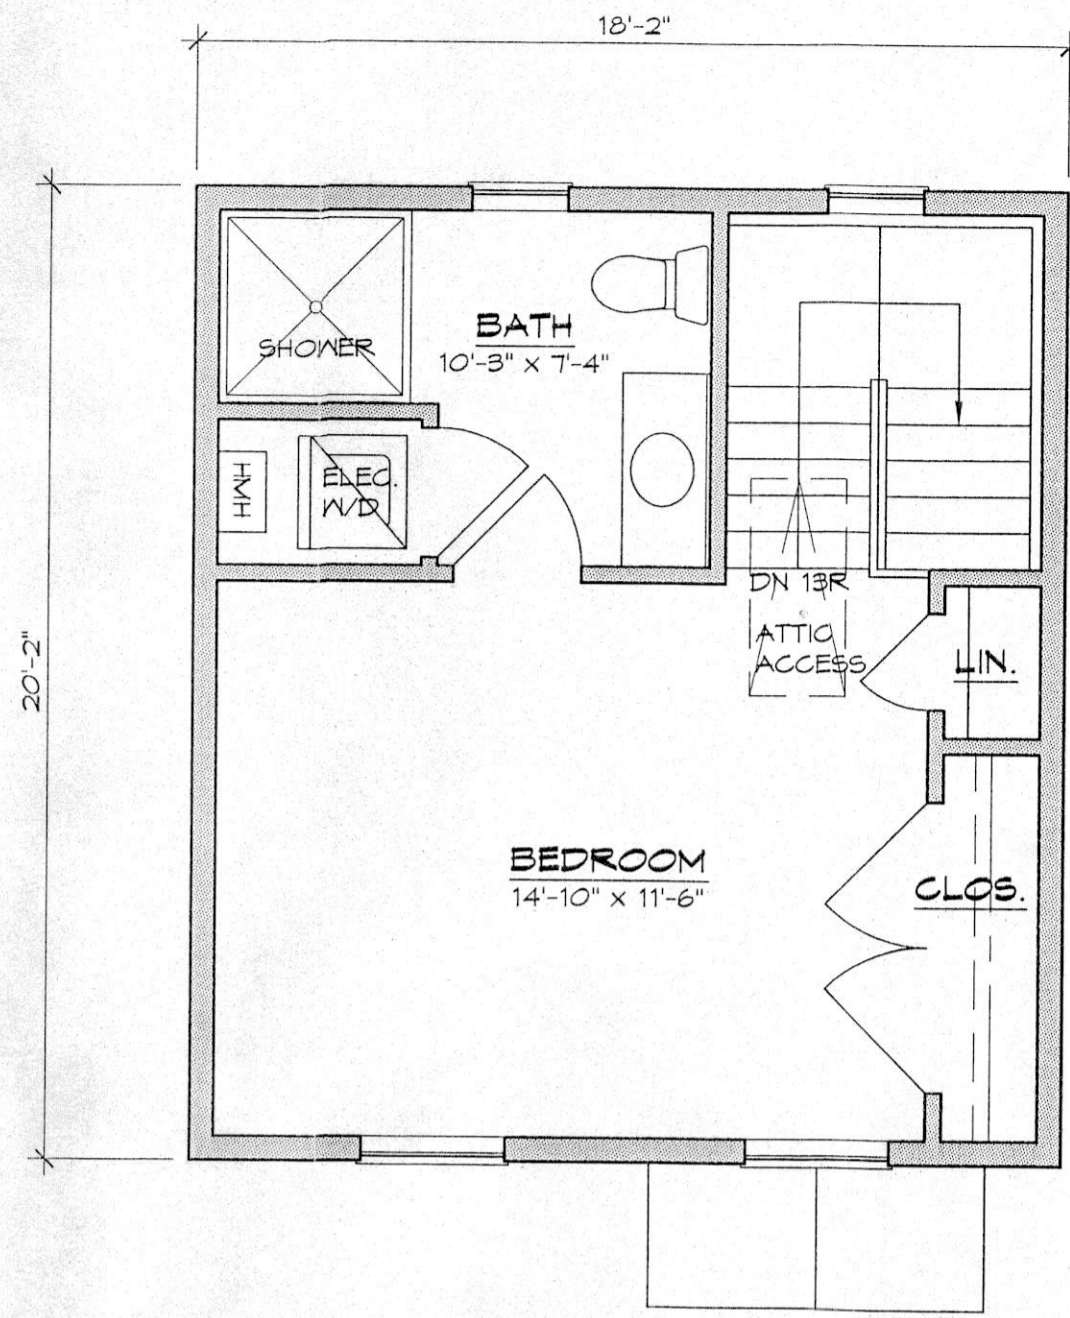 18'-2"
BATH
10'-3" x 7'-4"
SHOWER
ELEC.
W/D
HWH
DN 13R
ATTIC
ACCESS
LIN.
20'-2"
BEDROOM
14'-10" x 11'-6"
CLOS.